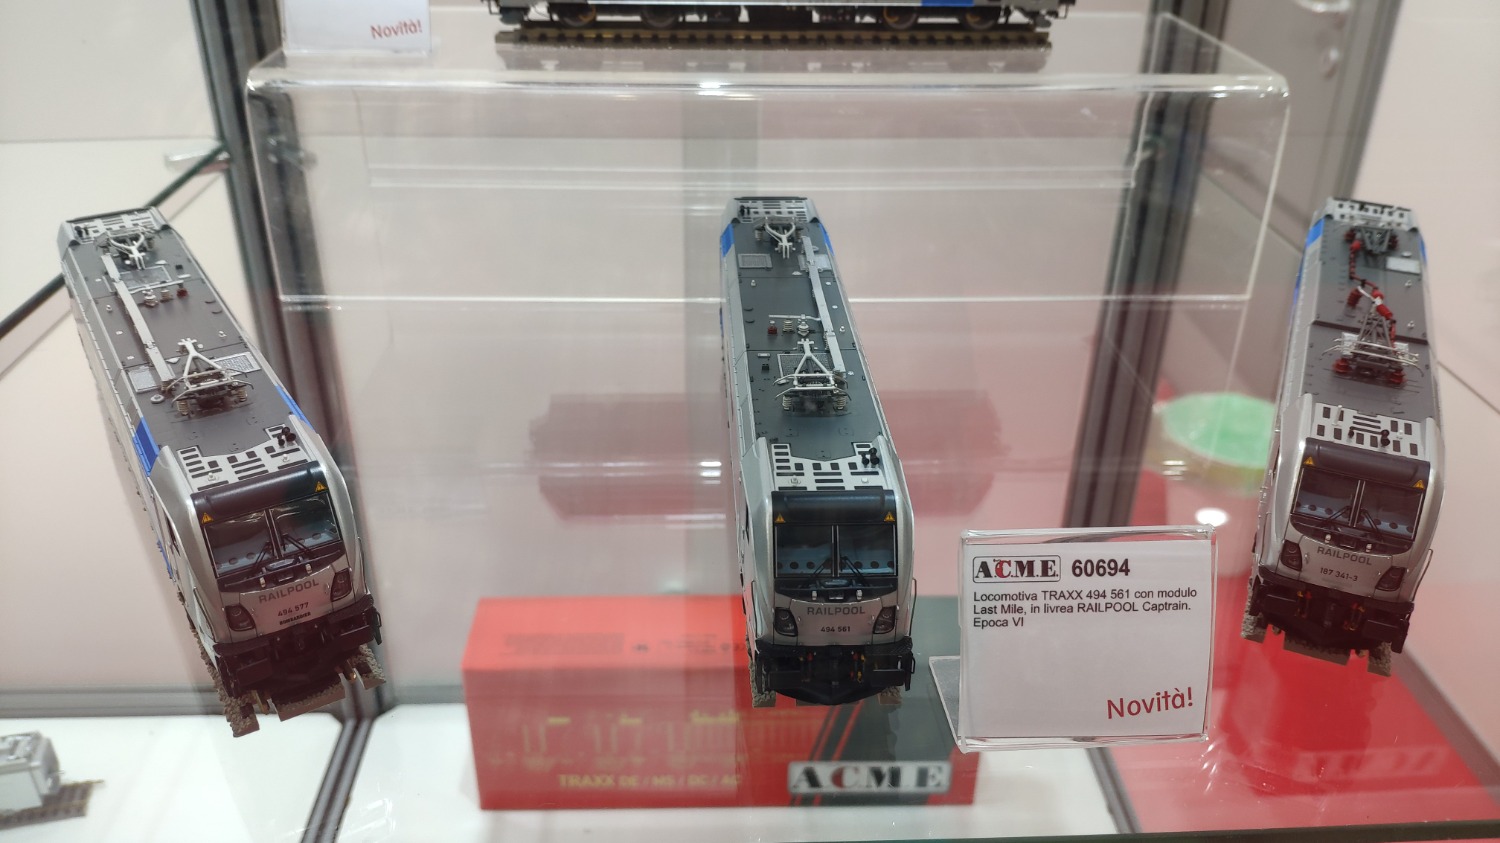 Novità!
RAILPOOL
494 577
BOMBARDIER
RAILPOOL
494 561
A.C.M.E. 60694
Locomotiva TRAXX 494 561 con modulo
Last Mile, in livrea RAILPOOL Captrain.
Epoca VI
Novità!
RAILPOOL
187 341-3
TRAXX DE / MS / DC / AC
ACME